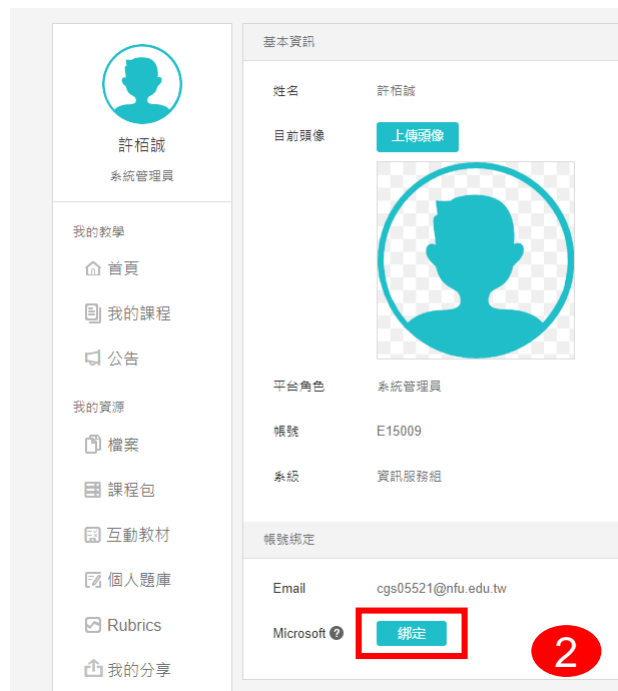 許栢誠
系統管理員
我的教學
首頁
我的課程
公告
我的資源
檔案
課程包
互動教材
個人題庫
Rubrics
我的分享
基本資訊
姓名 許栢誠
目前頭像 上傳頭像
平台角色 系統管理員
帳號 E15009
系級 資訊服務組
帳號綁定
Email cgs05521@nfu.edu.tw
Microsoft ? 綁定
2